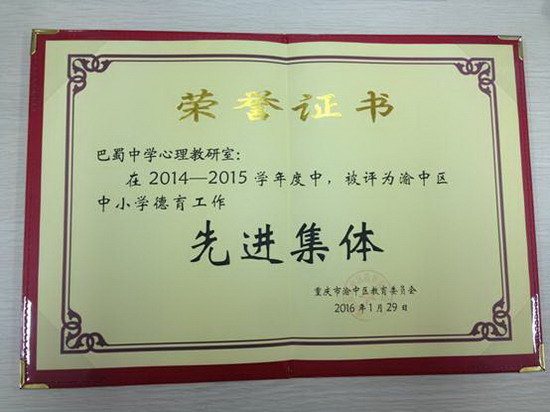 荣誉证书
巴蜀中学心理教研室:
在2014—2015学年度中,被评为渝中区
中小学德育工作
先进集体
重庆市渝中区教育委员会
2016年1月29日